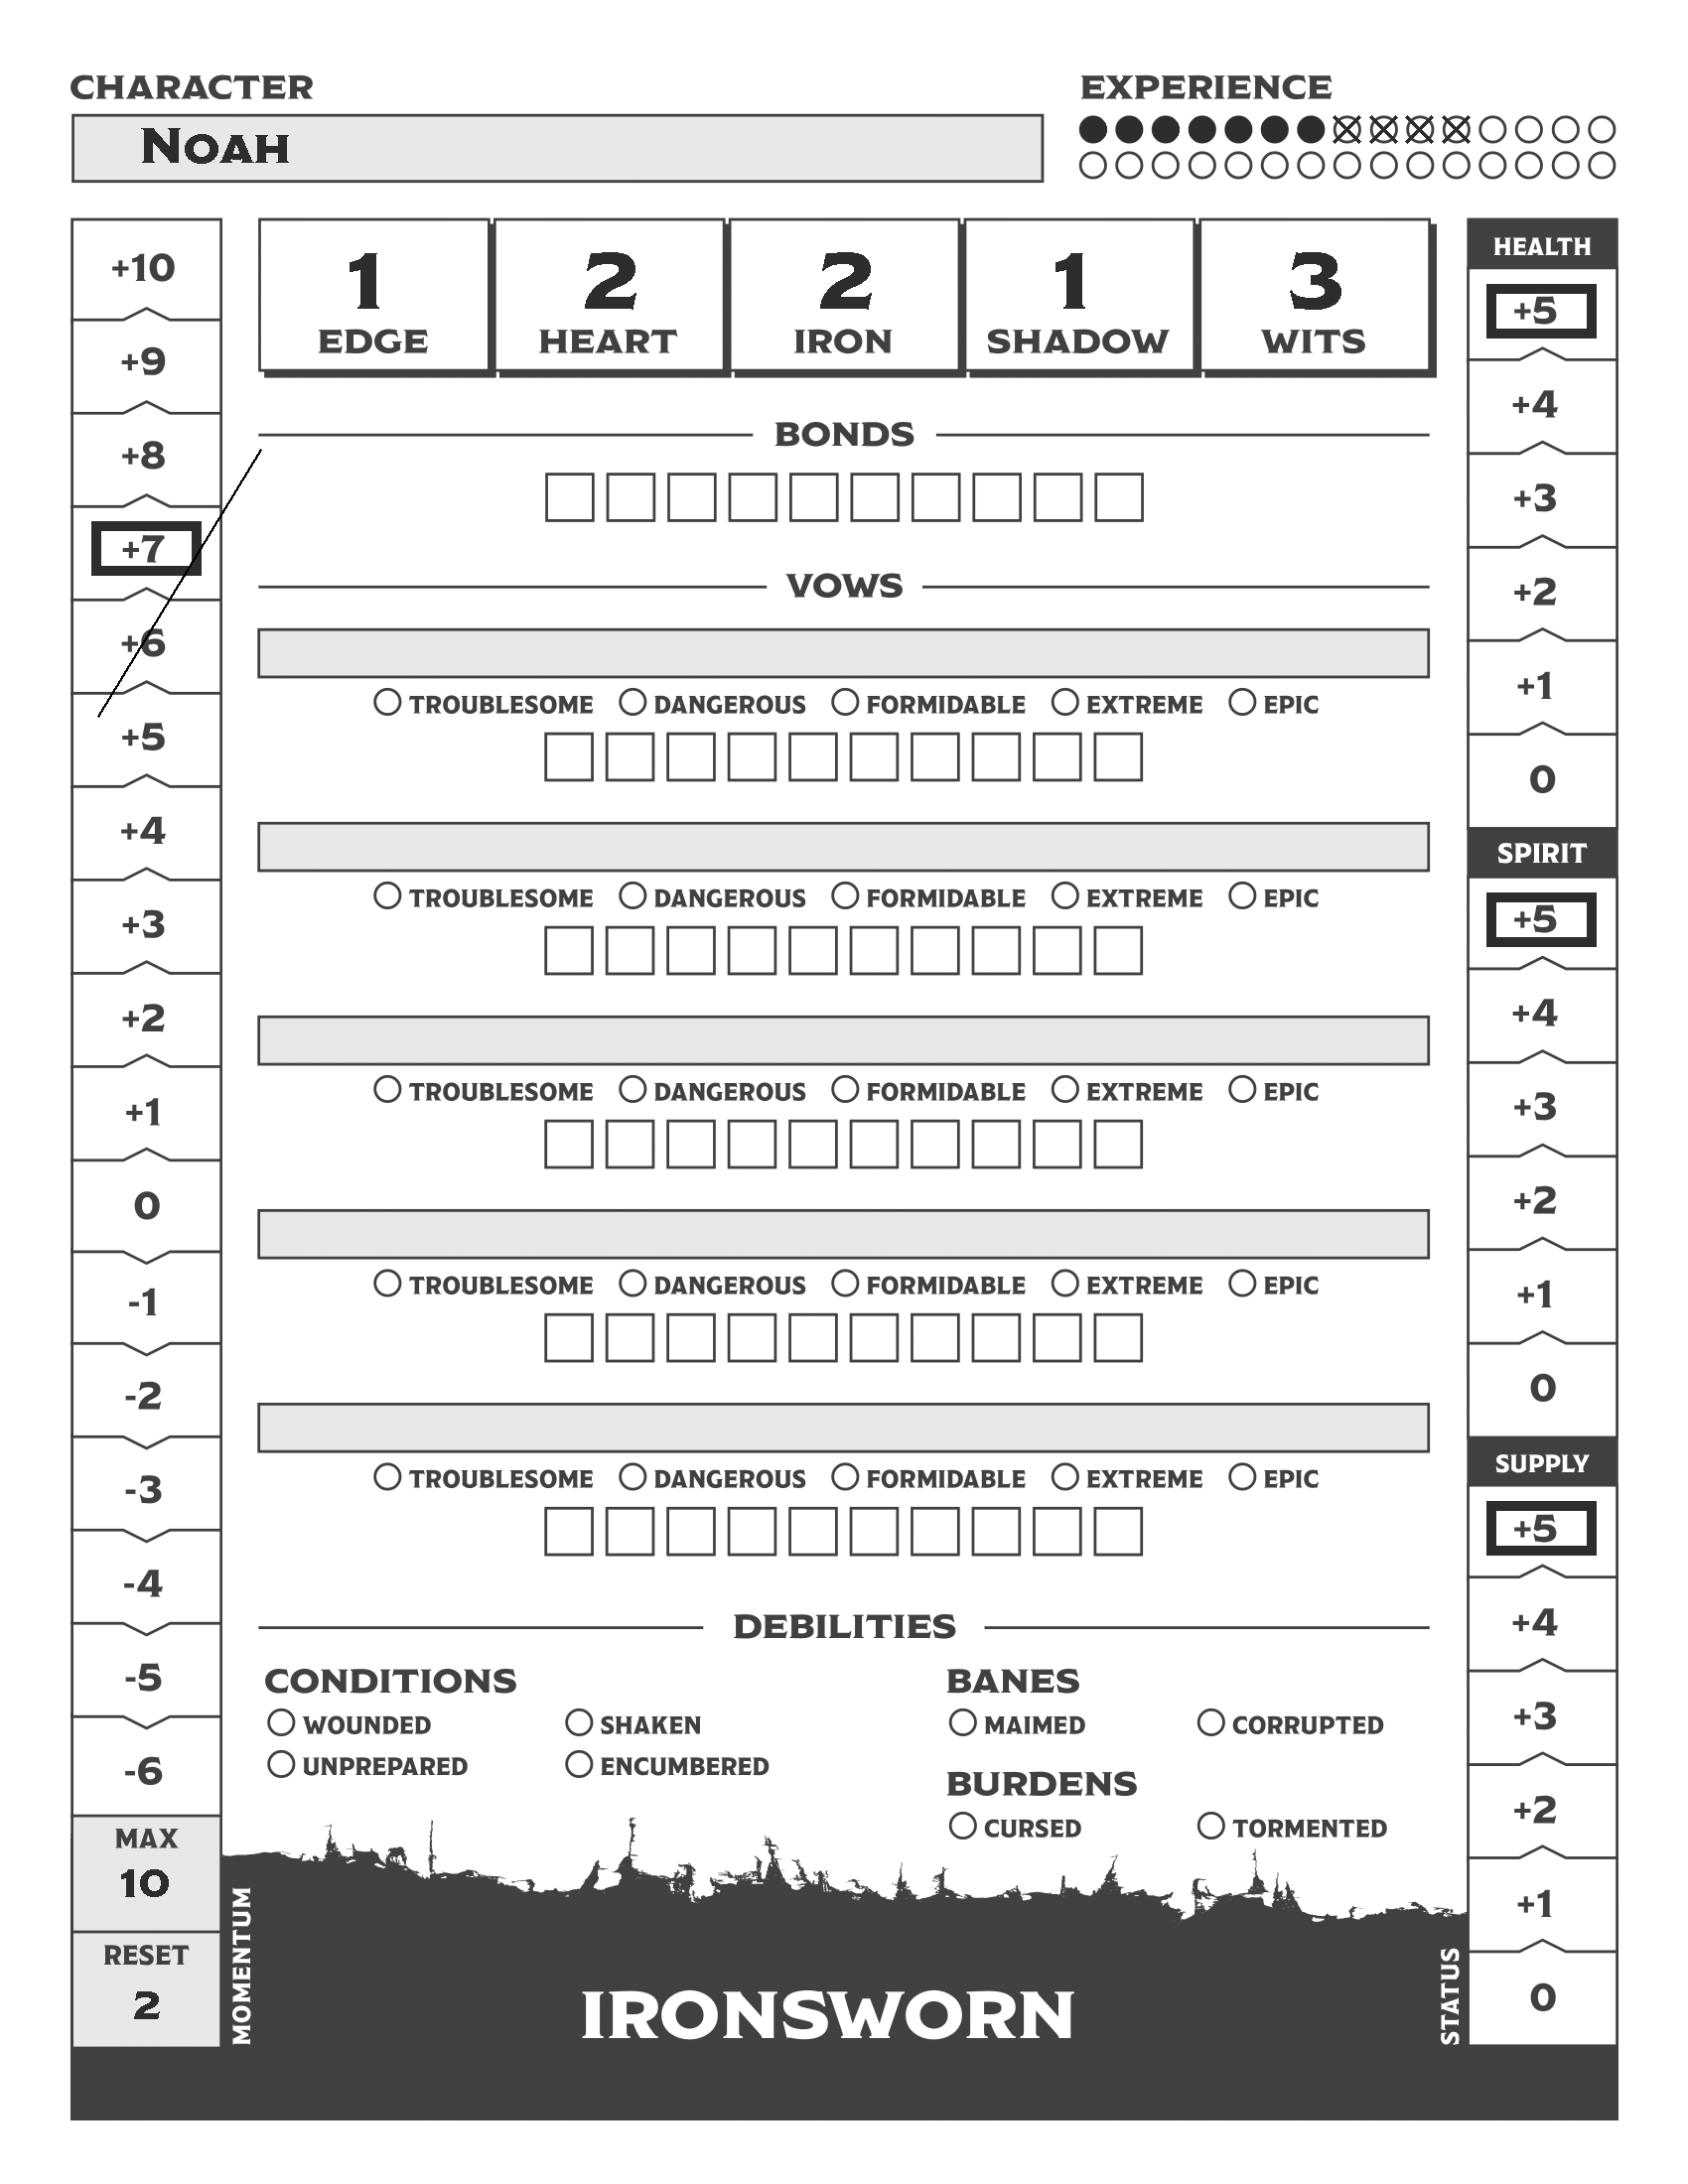 CHARACTER
NOAH
EXPERIENCE
+10
+9
+8
+7
+6
+5
+4
+3
+2
+1
0
-1
-2
-3
-4
-5
-6
MAX
10
RESET
2
MOMENTUM
1 2 2 1 3
EDGE HEART IRON SHADOW WITS
BONDS
VOWS
TROUBLESOME DANGEROUS FORMIDABLE EXTREME EPIC
TROUBLESOME DANGEROUS FORMIDABLE EXTREME EPIC
TROUBLESOME DANGEROUS FORMIDABLE EXTREME EPIC
TROUBLESOME DANGEROUS FORMIDABLE EXTREME EPIC
TROUBLESOME DANGEROUS FORMIDABLE EXTREME EPIC
DEBILITIES
CONDITIONS
WOUNDED SHAKEN
UNPREPARED ENCUMBERED
BANES
MAIMED CORRUPTED
BURDENS
CURSED TORMENTED
IRONSWORN
HEALTH
+5
+4
+3
+2
+1
0
SPIRIT
+5
+4
+3
+2
+1
0
SUPPLY
+5
+4
+3
+2
+1
0
STATUS